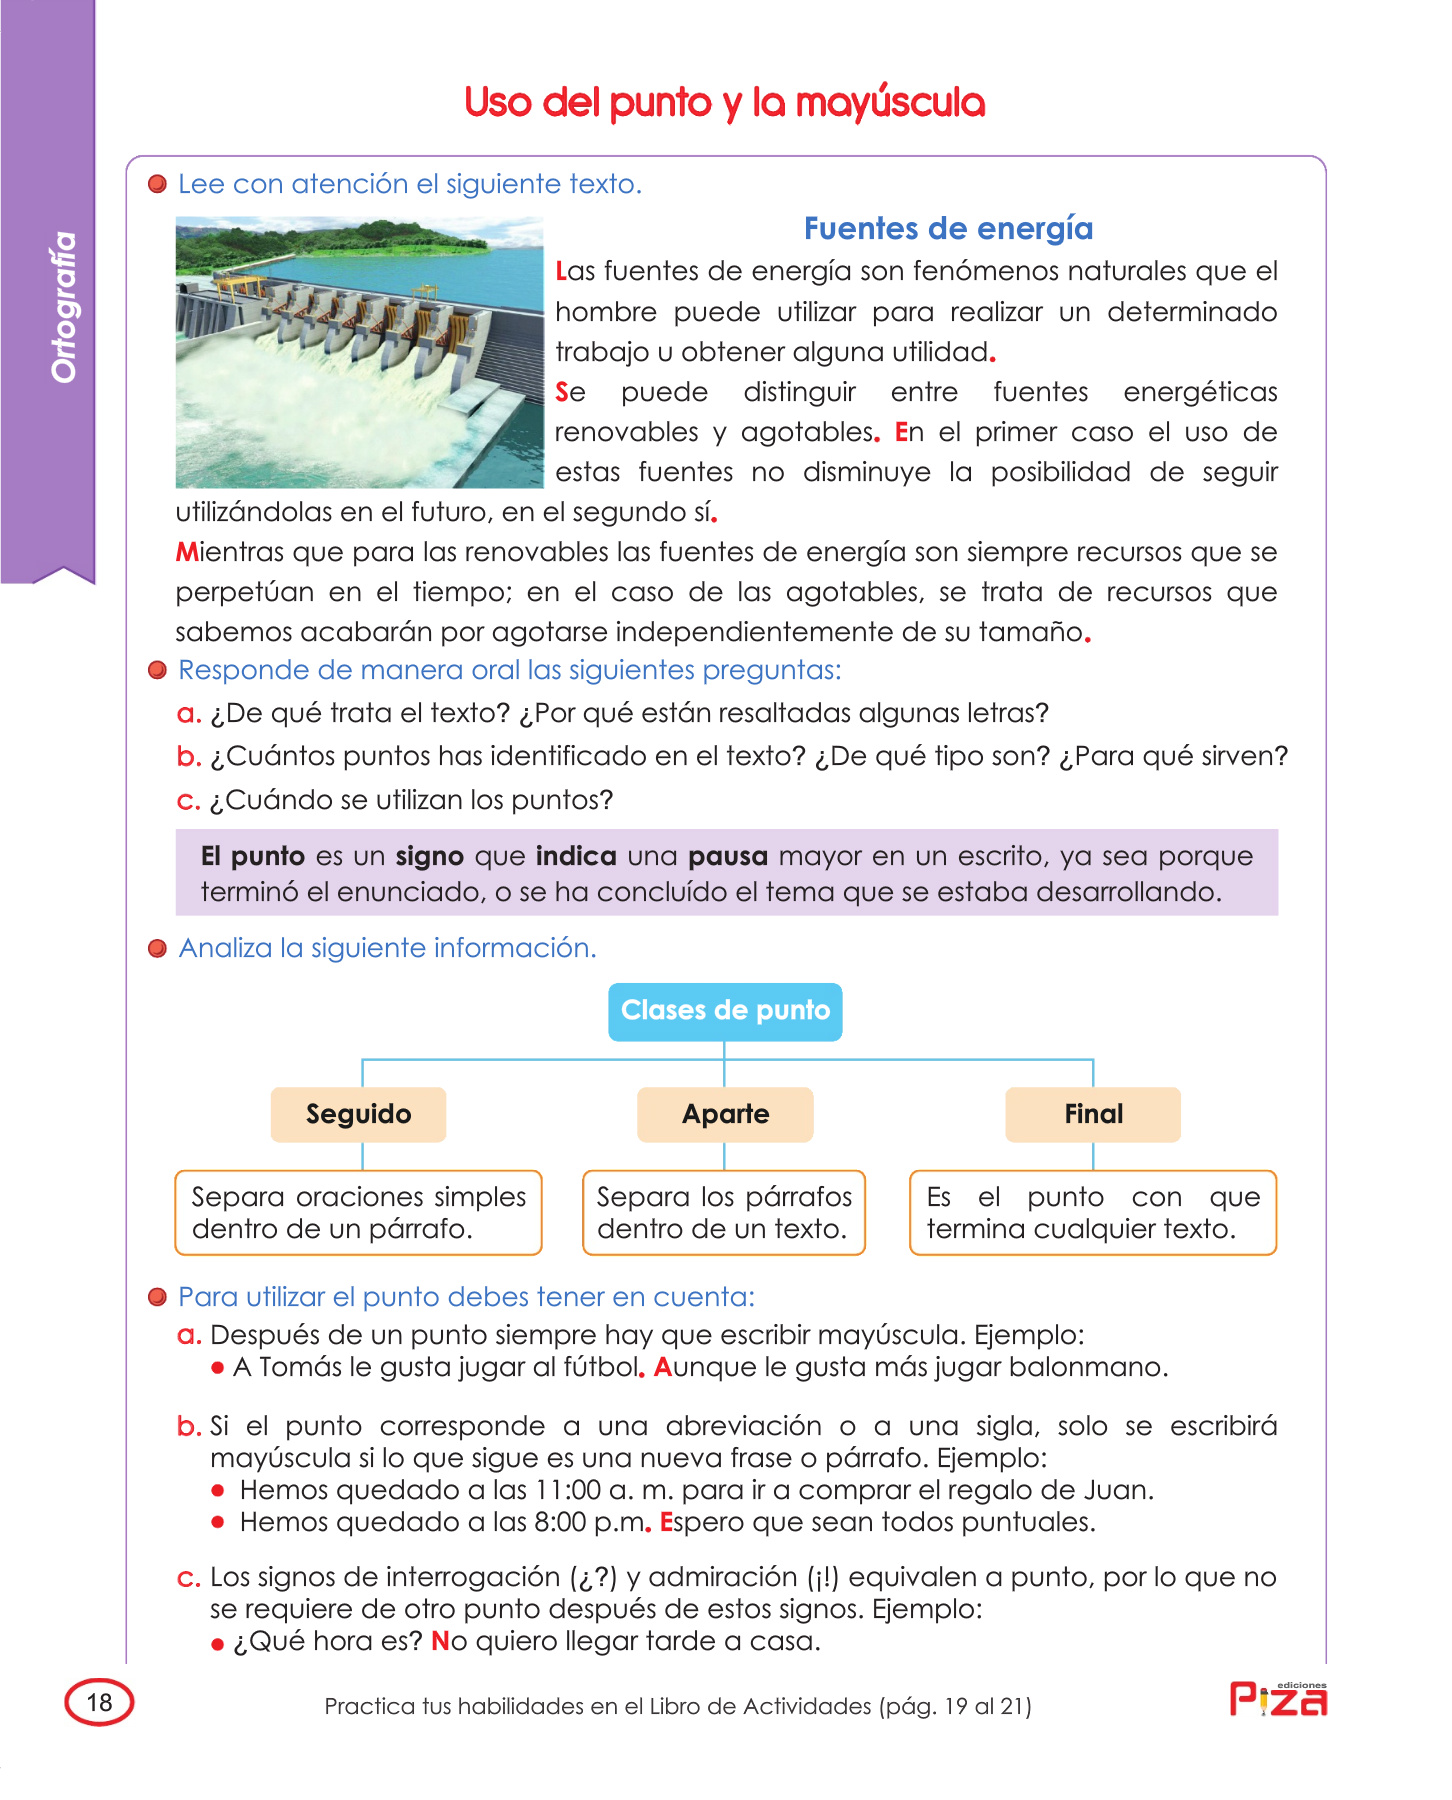 Uso del punto y la mayúscula
Ortografía
Lee con atención el siguiente texto.
Fuentes de energía
Las fuentes de energía son fenómenos naturales que el
hombre puede utilizar para realizar un determinado
trabajo u obtener alguna utilidad.
Se puede distinguir entre fuentes energéticas
renovables y agotables. En el primer caso el uso de
estas fuentes no disminuye la posibilidad de seguir
utilizándolas en el futuro, en el segundo sí.
Mientras que para las renovables las fuentes de energía son siempre recursos que se
perpetúan en el tiempo; en el caso de las agotables, se trata de recursos que
sabemos acabarán por agotarse independientemente de su tamaño.
Responde de manera oral las siguientes preguntas:
a. ¿De qué trata el texto? ¿Por qué están resaltadas algunas letras?
b. ¿Cuántos puntos has identificado en el texto? ¿De qué tipo son? ¿Para qué sirven?
c. ¿Cuándo se utilizan los puntos?
El punto es un signo que indica una pausa mayor en un escrito, ya sea porque
terminó el enunciado, o se ha concluído el tema que se estaba desarrollando.
Analiza la siguiente información.
Clases de punto
Seguido
Aparte
Final
Separa oraciones simples
dentro de un párrafo.
Separa los párrafos
dentro de un texto.
Es el punto con que
termina cualquier texto.
Para utilizar el punto debes tener en cuenta:
a. Después de un punto siempre hay que escribir mayúscula. Ejemplo:
• A Tomás le gusta jugar al fútbol. Aunque le gusta más jugar balonmano.
b. Si el punto corresponde a una abreviación o a una sigla, solo se escribirá
mayúscula si lo que sigue es una nueva frase o párrafo. Ejemplo:
• Hemos quedado a las 11:00 a. m. para ir a comprar el regalo de Juan.
• Hemos quedado a las 8:00 p.m. Espero que sean todos puntuales.
c. Los signos de interrogación (¿?) y admiración (¡!) equivalen a punto, por lo que no
se requiere de otro punto después de estos signos. Ejemplo:
• ¿Qué hora es? No quiero llegar tarde a casa.
18
Practica tus habilidades en el Libro de Actividades (pág. 19 al 21)
ediciones
Piza